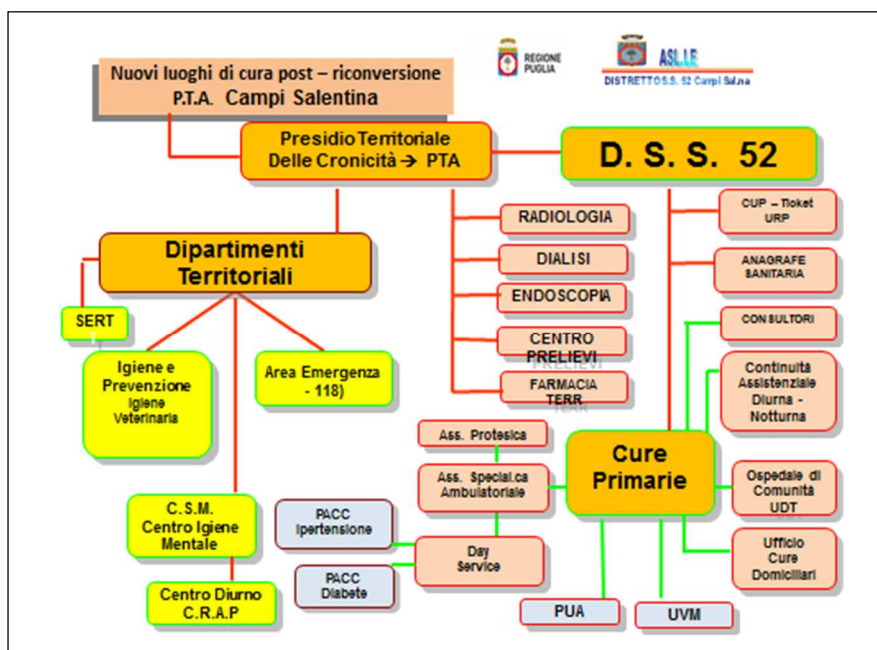 Nuovi luoghi di cura post – riconversione
P.T.A. Campi Salentina
REGIONE
PUGLIA
ASL.LE
DISTRETTO S.S. 52 Campi Sal.na
Presidio Territoriale
Delle Cronicità → PTA
D. S. S. 52
Dipartimenti
Territoriali
RADIOLOGIA
DIALISI
ENDOSCOPIA
CENTRO
PRELIEVI
FARMACIA
TERR
CUP – Ticket
URP
ANAGRAFE
SANITARIA
CONSULTORI
Continuità
Assistenziale
Diurna -
Notturna
SERT
Igiene e
Prevenzione
Igiene
Veterinaria
Area Emergenza
- 118)
Ass. Protesica
Ass. Special.ca
Ambulatoriale
Cure
Primarie
Ospedale di
Comunità
UDT
C.S.M.
Centro Igiene
Mentale
PACC
Ipertensione
Day
Service
Ufficio
Cure
Domiciliari
Centro Diurno
C.R.A.P
PACC
Diabete
PUA
UVM